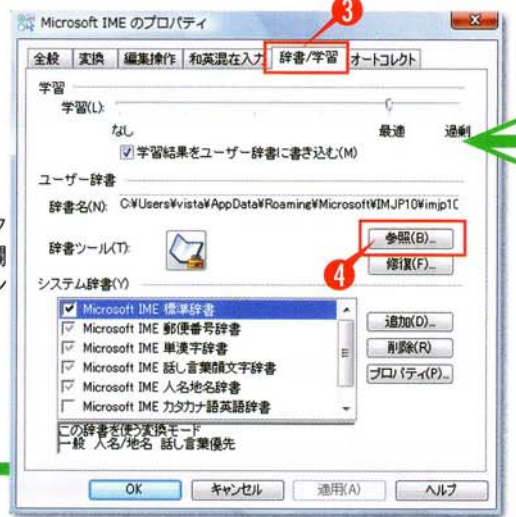 Microsoft IME のプロパティ
3
全般 変換 編集操作 和英混在入力 辞書/学習 オートコレクト
学習
学習(L):
なし 最適 過剰
学習結果をユーザー辞書に書き込む(M)
ユーザー辞書
辞書名(N): C:¥Users¥vista¥AppData¥Roaming¥Microsoft¥IMJP10¥imjp1
参照(B)...
辞書ツール(T):
4
修復(F)...
システム辞書(Y)
Microsoft IME 標準辞書
Microsoft IME 郵便番号辞書
追加(D)...
Microsoft IME 単漢字辞書
削除(R)
Microsoft IME 話し言葉顔文字辞書
プロパティ(P)...
Microsoft IME 人名地名辞書
Microsoft IME カタカナ語英語辞書
この辞書を使う変換モード
一般 人名/地名 話し言葉優先
OK キャンセル 適用(A) ヘルプ